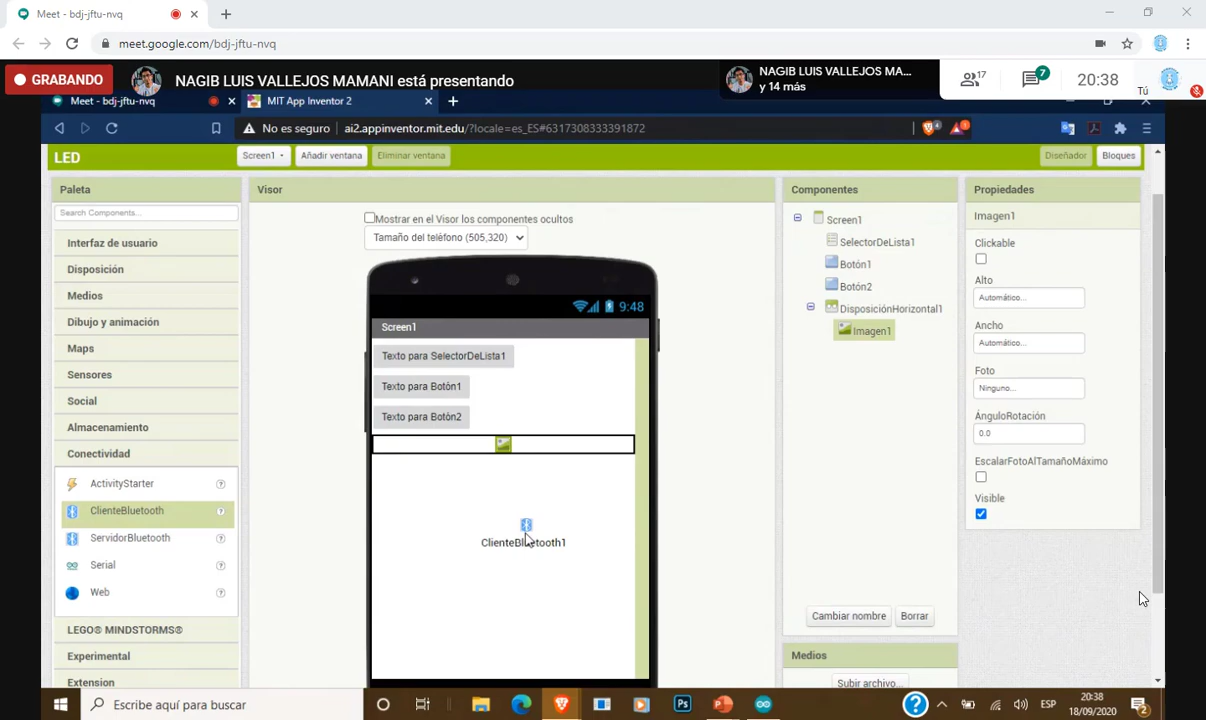 Meet - bdj-jftu-nvq
meet.google.com/bdj-jftu-nvq
GRABANDO
NAGIB LUIS VALLEJOS MAMANI está presentando
NAGIB LUIS VALLEJOS MA...
y 14 más
17
7
20:38
Tú
Meet - bdj-jftu-nvq
MIT App Inventor 2
No es seguro
ai2.appinventor.mit.edu/?locale=es_ES#6317308333391872
LED
Screen1
Añadir ventana
Eliminar ventana
Diseñador
Bloques
Paleta
Search Components...
Interfaz de usuario
Disposición
Medios
Dibujo y animación
Maps
Sensores
Social
Almacenamiento
Conectividad
ActivityStarter
ClienteBluetooth
ServidorBluetooth
Serial
Web
LEGO® MINDSTORMS®
Experimental
Extension
Visor
Mostrar en el Visor los componentes ocultos
Tamaño del teléfono (505,320)
9:48
Screen1
Texto para SelectorDeLista1
Texto para Botón1
Texto para Botón2
ClienteBluetooth1
Componentes
Screen1
SelectorDeLista1
Botón1
Botón2
DisposiciónHorizontal1
Imagen1
Cambiar nombre
Borrar
Medios
Subir archivo...
Propiedades
Imagen1
Clickable
Alto
Automático...
Ancho
Automático...
Foto
Ninguno...
ÁnguloRotación
0.0
EscalarFotoAlTamañoMáximo
Visible
Escribe aquí para buscar
ESP
20:38
18/09/2020
2